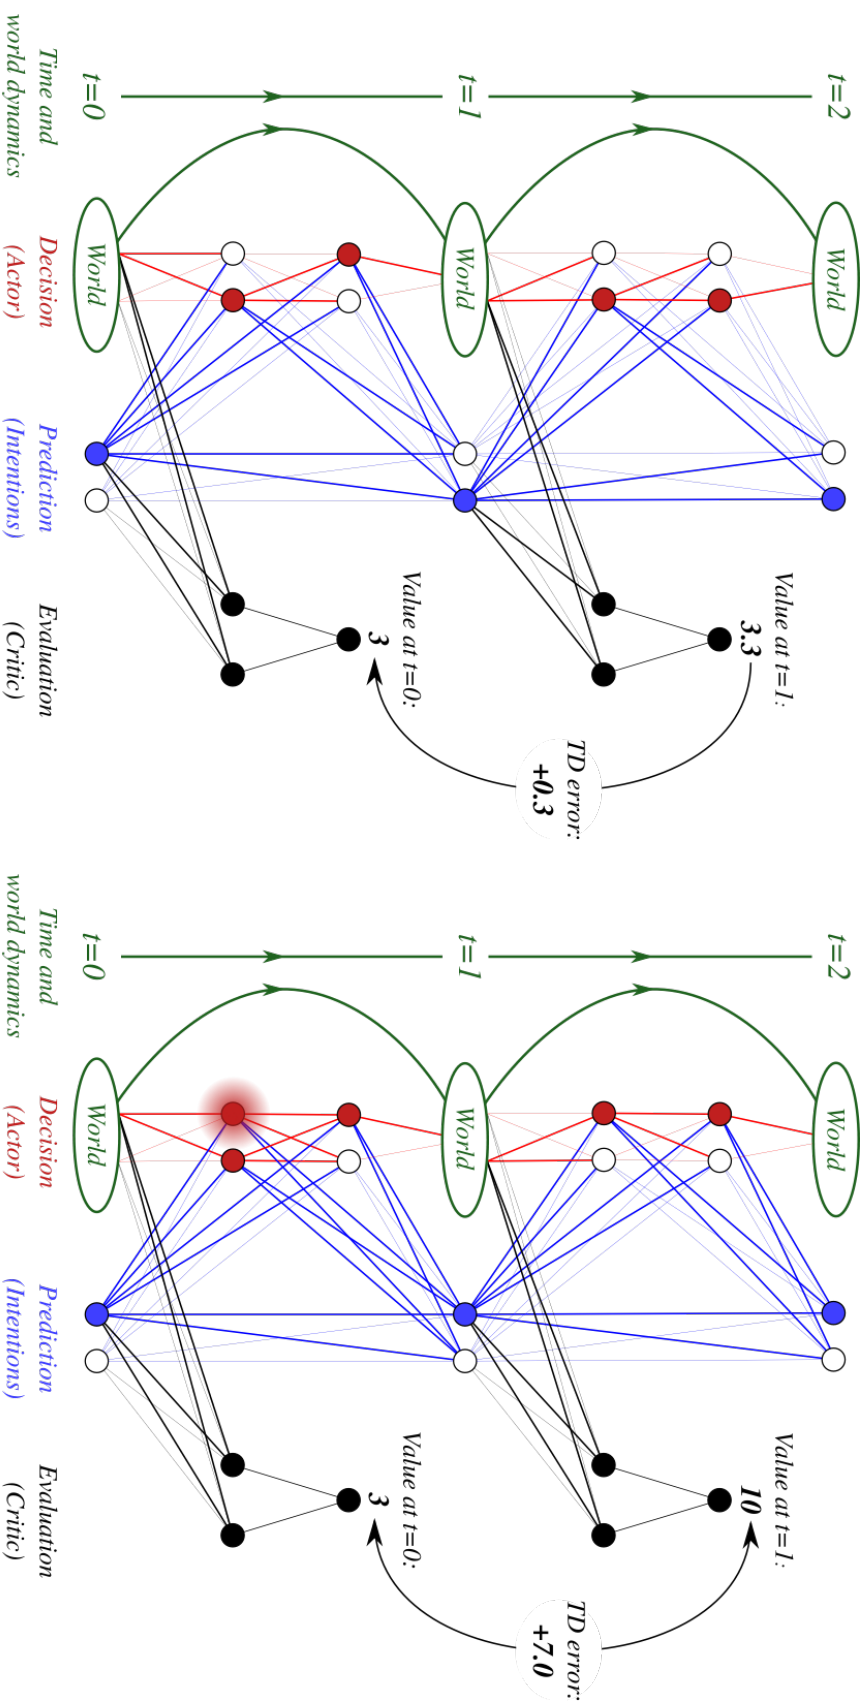 Time and
world dynamics
t=0
t=1
t=2
Decision
(Actor)
World
World
World
Prediction
(Intentions)
Evaluation
(Critic)
Value at t=0:
3
Value at t=1:
3.3
TD error:
+0.3
Time and
world dynamics
t=0
t=1
t=2
Decision
(Actor)
World
World
World
Prediction
(Intentions)
Evaluation
(Critic)
Value at t=0:
3
Value at t=1:
10
TD error:
+7.0